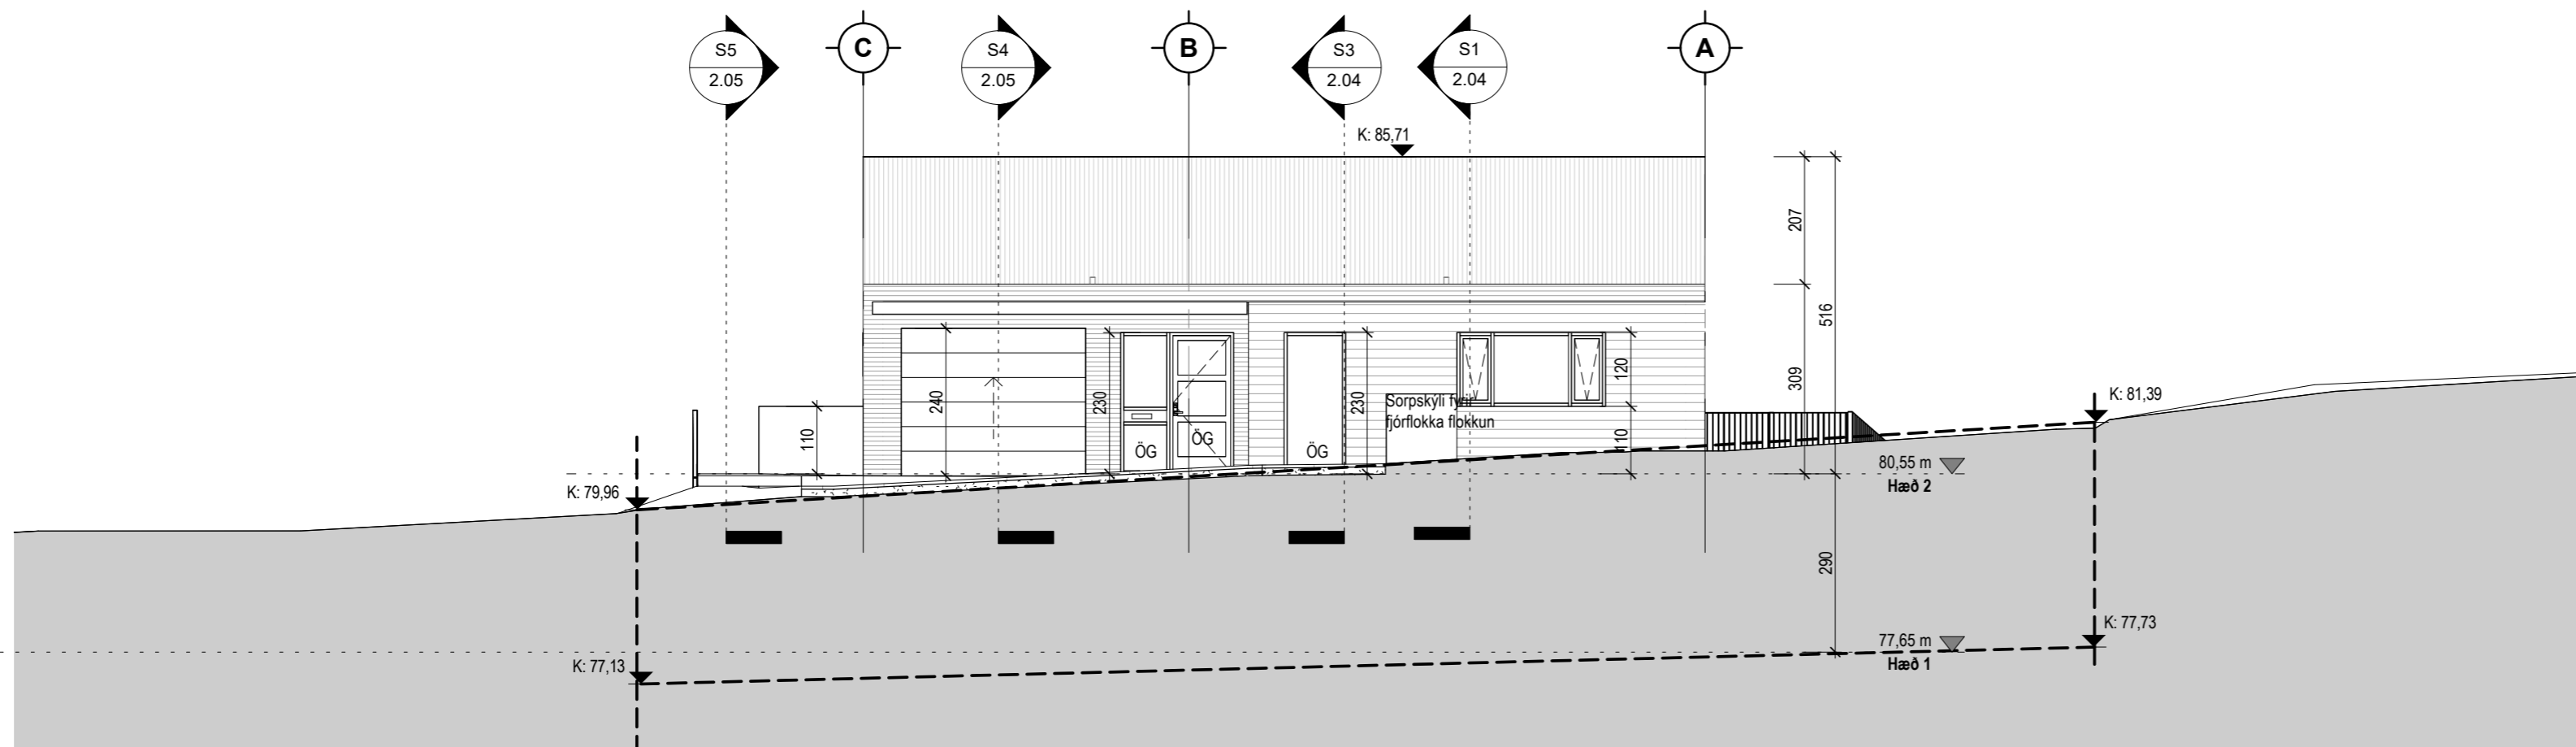 S5
2.05
C
S4
2.05
B
S3
2.04
S1
2.04
A
K: 85,71
207
516
309
240
230
230
120
110
110
Sorpskýli fyrir
fjórflokka flokkun
ÖG
ÖG
ÖG
K: 81,39
80,55 m
Hæð 2
K: 79,96
290
K: 77,73
77,65 m
Hæð 1
K: 77,13